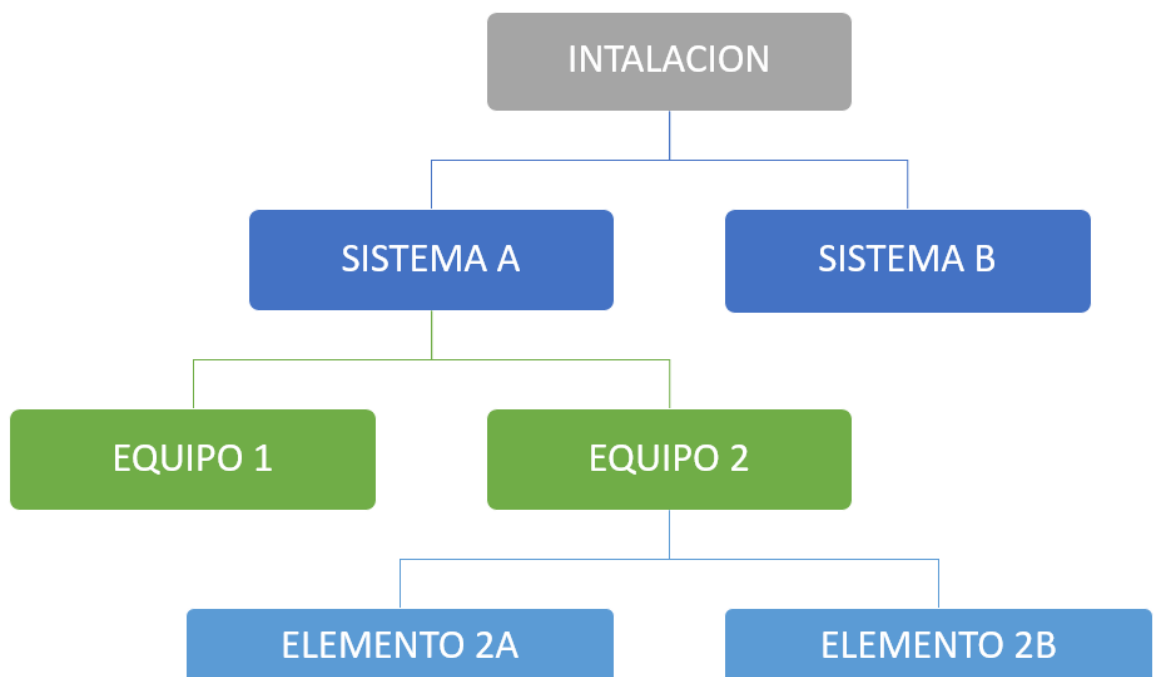 INTALACION
SISTEMA A
SISTEMA B
EQUIPO 1
EQUIPO 2
ELEMENTO 2A
ELEMENTO 2B